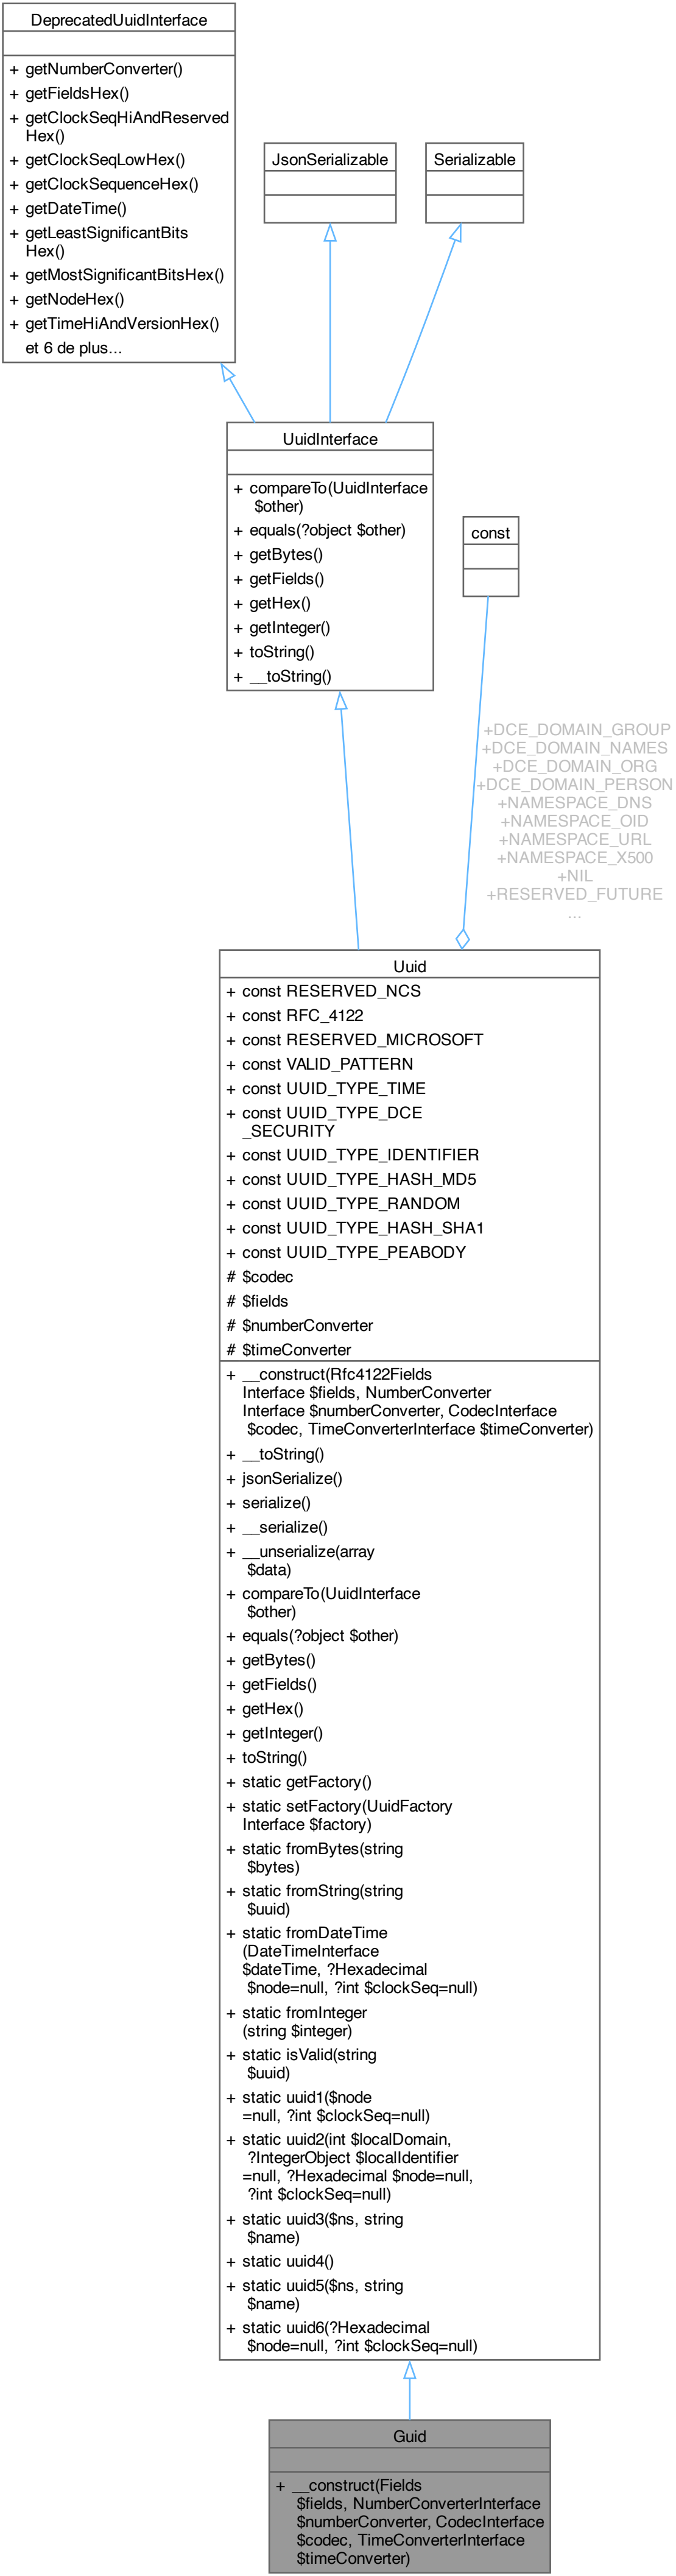 DeprecatedUuidInterface
+ getNumberConverter()
+ getFieldsHex()
+ getClockSeqHiAndReserved
Hex()
+ getClockSeqLowHex()
+ getClockSequenceHex()
+ getDateTime()
+ getLeastSignificantBits
Hex()
+ getMostSignificantBitsHex()
+ getNodeHex()
+ getTimeHiAndVersionHex()
et 6 de plus...
JsonSerializable
Serializable
UuidInterface
+ compareTo(UuidInterface
$other)
+ equals(?object $other)
+ getBytes()
+ getFields()
+ getHex()
+ getInteger()
+ toString()
+ __toString()
const
+DCE_DOMAIN_GROUP
+DCE_DOMAIN_NAMES
+DCE_DOMAIN_ORG
+DCE_DOMAIN_PERSON
+NAMESPACE_DNS
+NAMESPACE_OID
+NAMESPACE_URL
+NAMESPACE_X500
+NIL
+RESERVED_FUTURE
...
Uuid
+ const RESERVED_NCS
+ const RFC_4122
+ const RESERVED_MICROSOFT
+ const VALID_PATTERN
+ const UUID_TYPE_TIME
+ const UUID_TYPE_DCE
_SECURITY
+ const UUID_TYPE_IDENTIFIER
+ const UUID_TYPE_HASH_MD5
+ const UUID_TYPE_RANDOM
+ const UUID_TYPE_HASH_SHA1
+ const UUID_TYPE_PEABODY
# $codec
# $fields
# $numberConverter
# $timeConverter
+ __construct(Rfc4122Fields
Interface $fields, NumberConverter
Interface $numberConverter, CodecInterface
$codec, TimeConverterInterface $timeConverter)
+ __toString()
+ jsonSerialize()
+ serialize()
+ __serialize()
+ __unserialize(array
$data)
+ compareTo(UuidInterface
$other)
+ equals(?object $other)
+ getBytes()
+ getFields()
+ getHex()
+ getInteger()
+ toString()
+ static getFactory()
+ static setFactory(UuidFactory
Interface $factory)
+ static fromBytes(string
$bytes)
+ static fromString(string
$uuid)
+ static fromDateTime
(DateTimeInterface
$dateTime, ?Hexadecimal
$node=null, ?int $clockSeq=null)
+ static fromInteger
(string $integer)
+ static isValid(string
$uuid)
+ static uuid1($node
=null, ?int $clockSeq=null)
+ static uuid2(int $localDomain,
?IntegerObject $localIdentifier
=null, ?Hexadecimal $node=null,
?int $clockSeq=null)
+ static uuid3($ns, string
$name)
+ static uuid4()
+ static uuid5($ns, string
$name)
+ static uuid6(?Hexadecimal
$node=null, ?int $clockSeq=null)
Guid
+ __construct(Fields
$fields, NumberConverterInterface
$numberConverter, CodecInterface
$codec, TimeConverterInterface
$timeConverter)